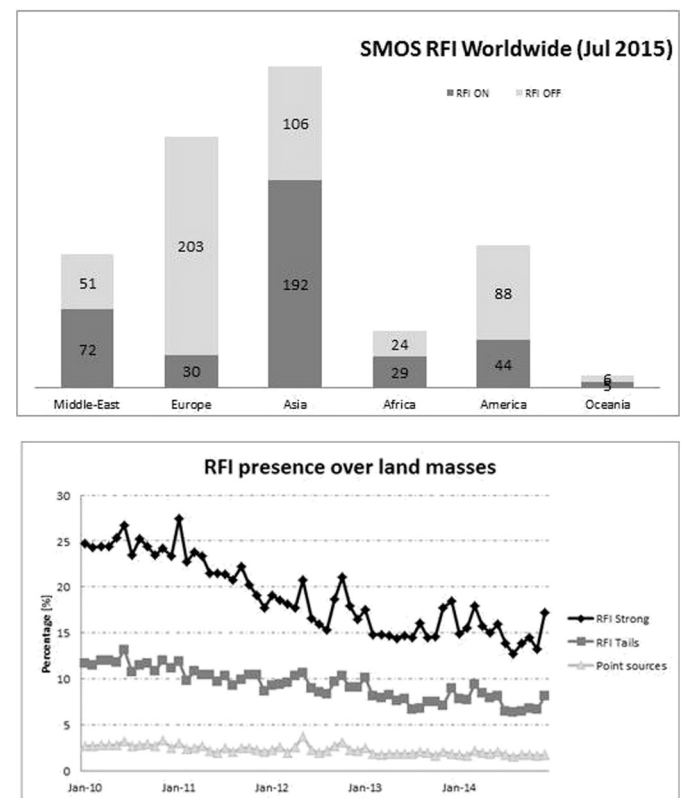 SMOS RFI Worldwide (Jul 2015)
RFI ON RFI OFF
106
203
192
51
88
72
24
30
29
44
6
5
Middle-East Europe Asia Africa America Oceania
RFI presence over land masses
30
25
20
15
10
5
0
Percentage [%]
RFI Strong
RFI Tails
Point sources
Jan-10 Jan-11 Jan-12 Jan-13 Jan-14